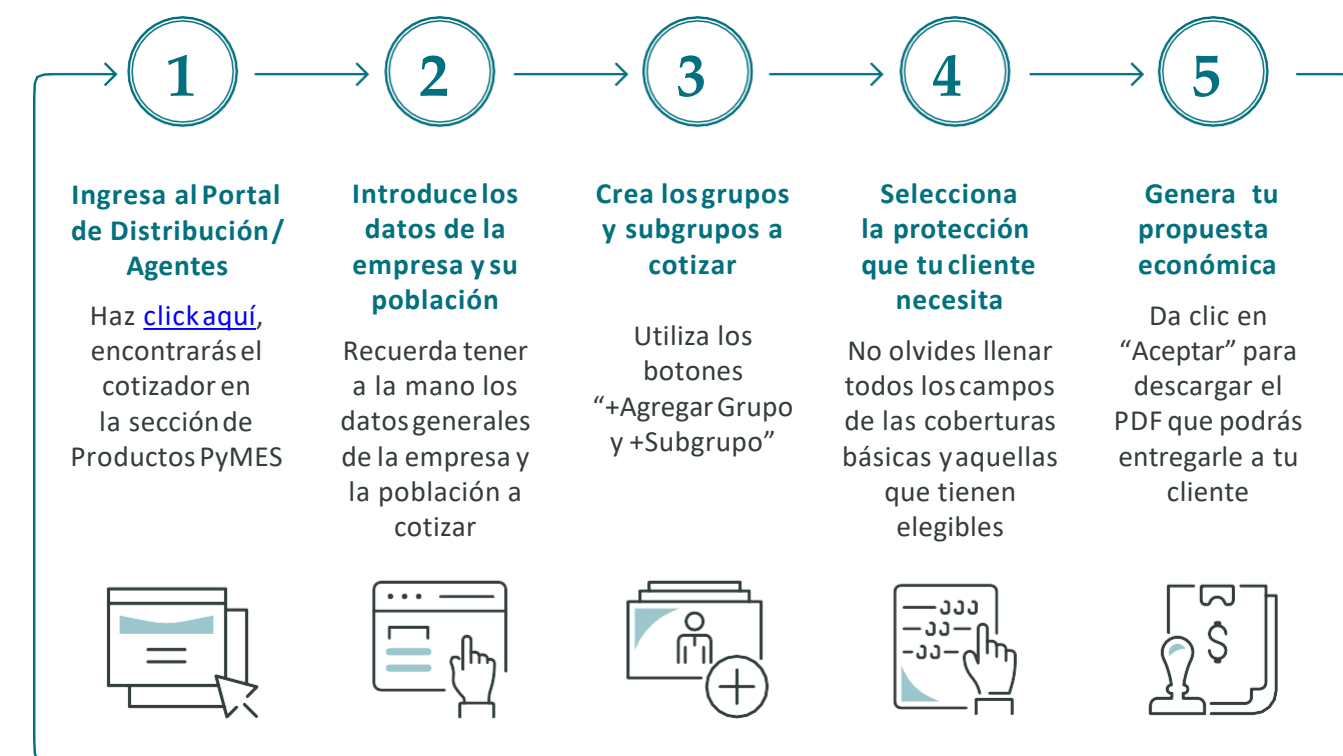 1
2
3
4
5
Ingresa al Portal
de Distribución/
Agentes
Haz click aquí,
encontrarás el
cotizador en
la sección de
Productos PyMES
Introduce los
datos de la
empresa y su
población
Recuerda tener
a la mano los
datos generales
de la empresa y
la población a
cotizar
Crea los grupos
y subgrupos a
cotizar
Utiliza los
botones
“+Agregar Grupo
y +Subgrupo”
Selecciona
la protección
que tu cliente
necesita
No olvides llenar
todos los campos
de las coberturas
básicas y aquellas
que tienen
elegibles
Genera tu
propuesta
económica
Da clic en
“Aceptar” para
descargar el
PDF que podrás
entregarle a tu
cliente
$